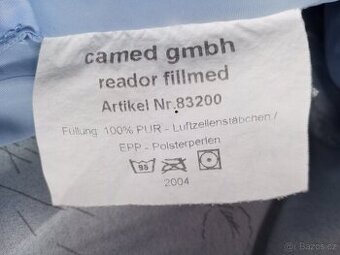 camed gmbh
reador fillmed
Artikel Nr.83200
Füllung: 100% PUR - Luftzellenstäbchen /
EPP - Polsterperlen
95
2004
Bazos.cz